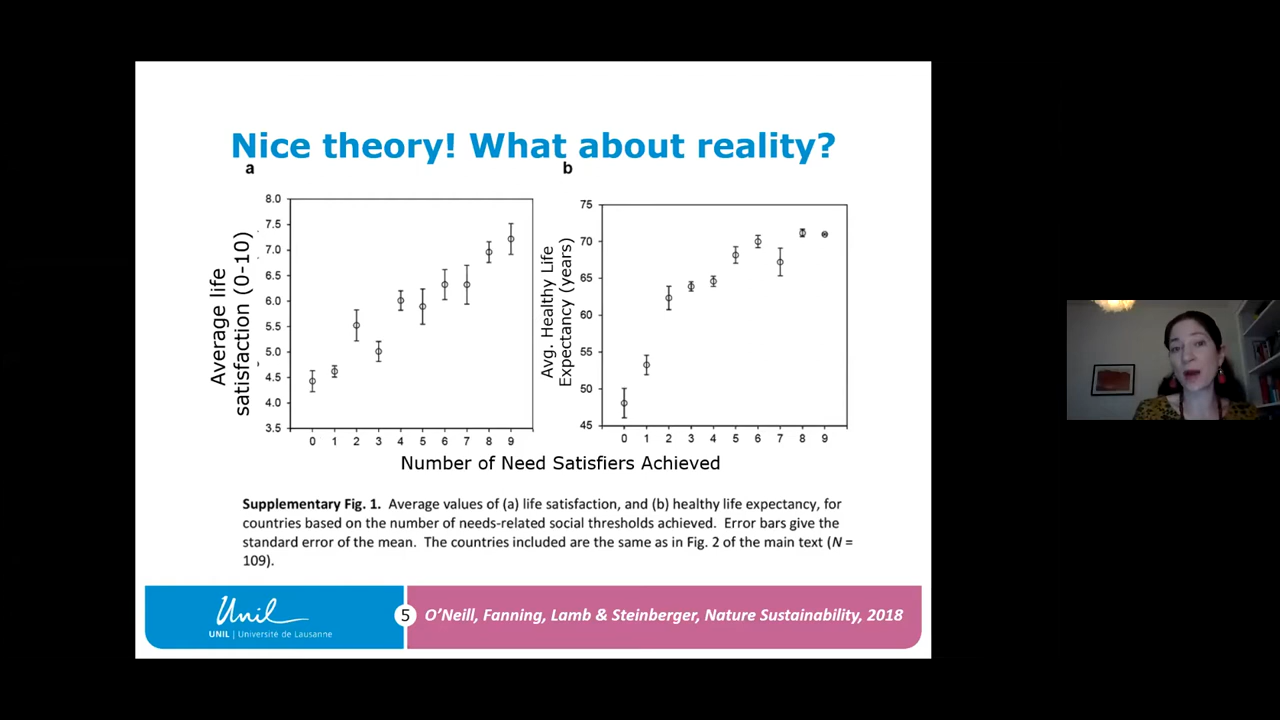 Nice theory! What about reality?
a
b
Average life
satisfaction (0-10)
8.0
7.5
7.0
6.5
6.0
5.5
5.0
4.5
4.0
3.5
0 1 2 3 4 5 6 7 8 9
Avg. Healthy Life
Expectancy (years)
75
70
65
60
55
50
45
0 1 2 3 4 5 6 7 8 9
Number of Need Satisfiers Achieved
Supplementary Fig. 1. Average values of (a) life satisfaction, and (b) healthy life expectancy, for
countries based on the number of needs-related social thresholds achieved. Error bars give the
standard error of the mean. The countries included are the same as in Fig. 2 of the main text (N =
109).
Unil
UNIL | Université de Lausanne
5
O'Neill, Fanning, Lamb & Steinberger, Nature Sustainability, 2018